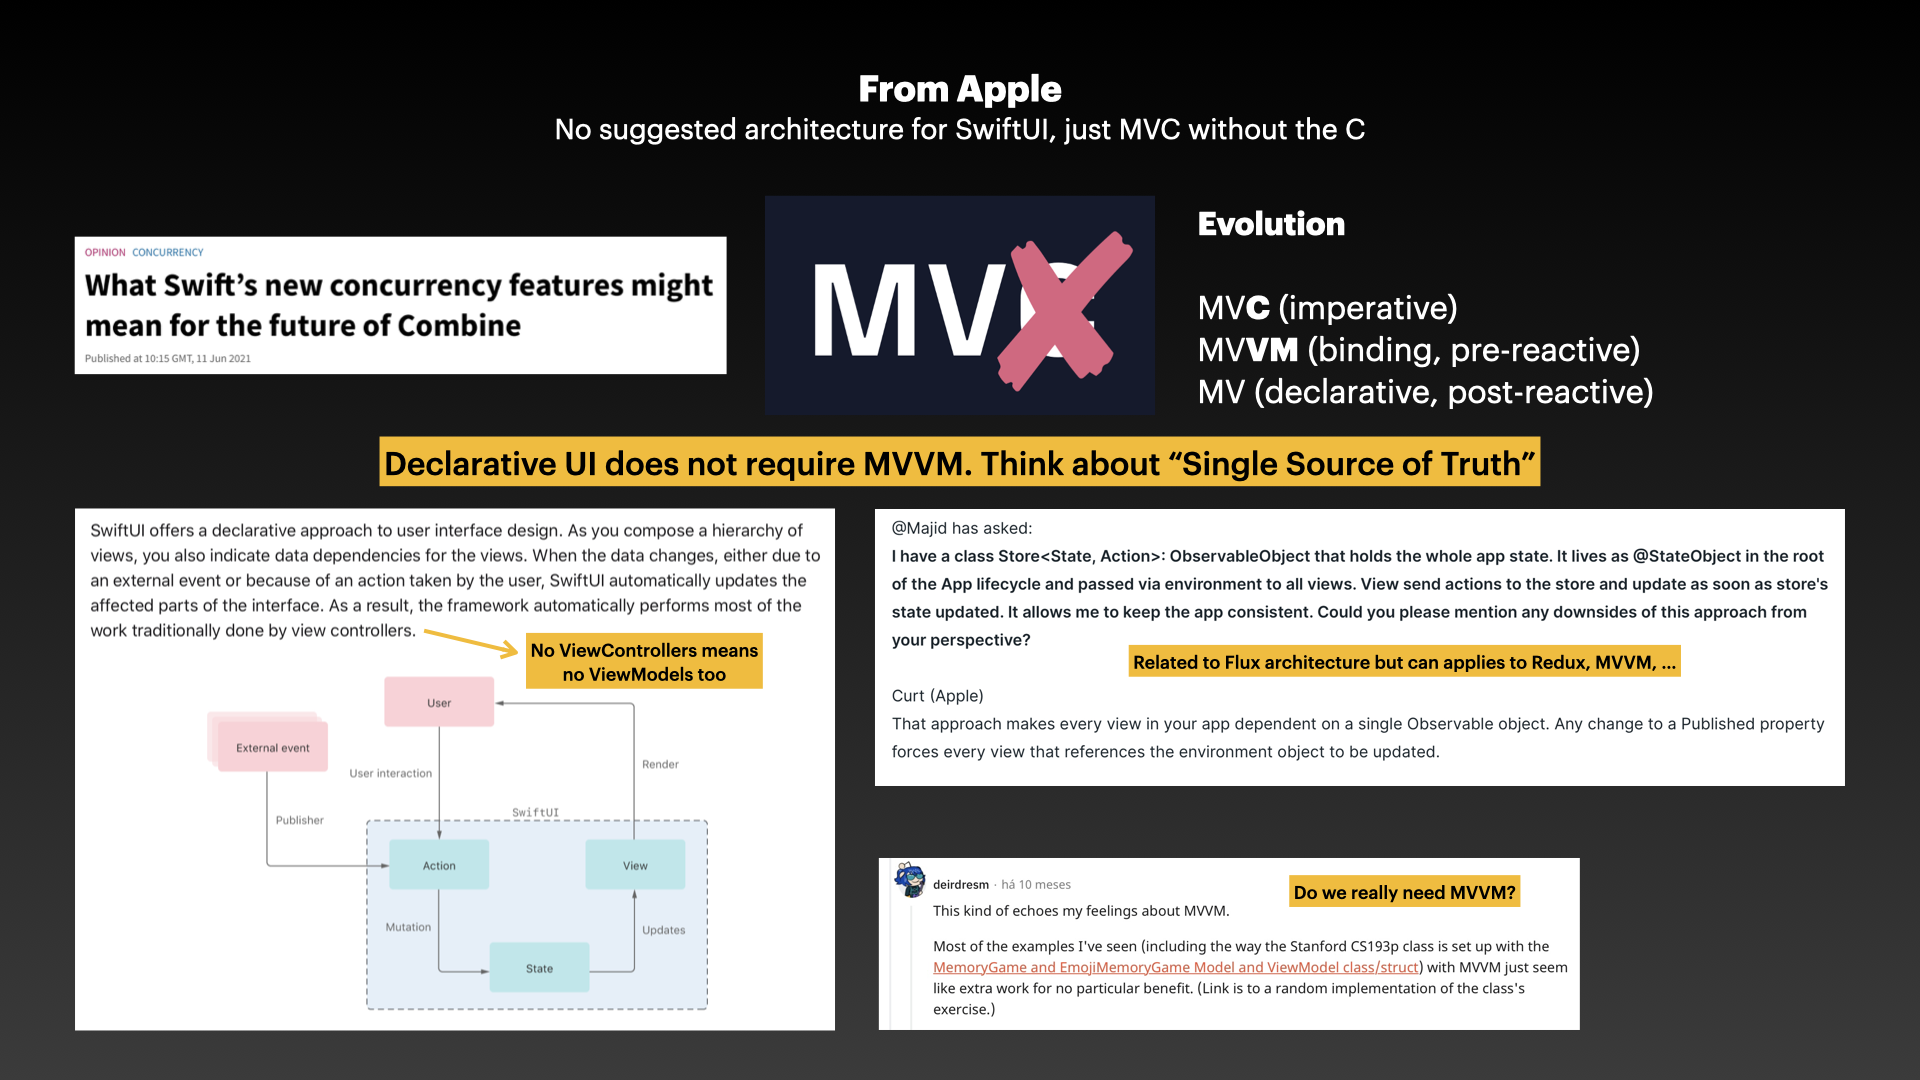 From Apple
No suggested architecture for SwiftUI, just MVC without the C
OPINION CONCURRENCY
What Swift’s new concurrency features might
mean for the future of Combine
Published at 10:15 GMT, 11 Jun 2021
MVC
Evolution
MVC (imperative)
MVVM (binding, pre-reactive)
MV (declarative, post-reactive)
Declarative UI does not require MVVM. Think about “Single Source of Truth”
SwiftUI offers a declarative approach to user interface design. As you compose a hierarchy of
views, you also indicate data dependencies for the views. When the data changes, either due to
an external event or because of an action taken by the user, SwiftUI automatically updates the
affected parts of the interface. As a result, the framework automatically performs most of the
work traditionally done by view controllers.
No ViewControllers means
no ViewModels too
User
External event
User interaction
Render
Publisher
SwiftUI
Action
View
Mutation
Updates
State
@Majid has asked:
I have a class Store<State, Action>: ObservableObject that holds the whole app state. It lives as @StateObject in the root
of the App lifecycle and passed via environment to all views. View send actions to the store and update as soon as store's
state updated. It allows me to keep the app consistent. Could you please mention any downsides of this approach from
your perspective?
Related to Flux architecture but can applies to Redux, MVVM, ...
Curt (Apple)
That approach makes every view in your app dependent on a single Observable object. Any change to a Published property
forces every view that references the environment object to be updated.
deirdresm · há 10 meses
Do we really need MVVM?
This kind of echoes my feelings about MVVM.
Most of the examples I've seen (including the way the Stanford CS193p class is set up with the
MemoryGame and EmojiMemoryGame Model and ViewModel class/struct) with MVVM just seem
like extra work for no particular benefit. (Link is to a random implementation of the class's
exercise.)